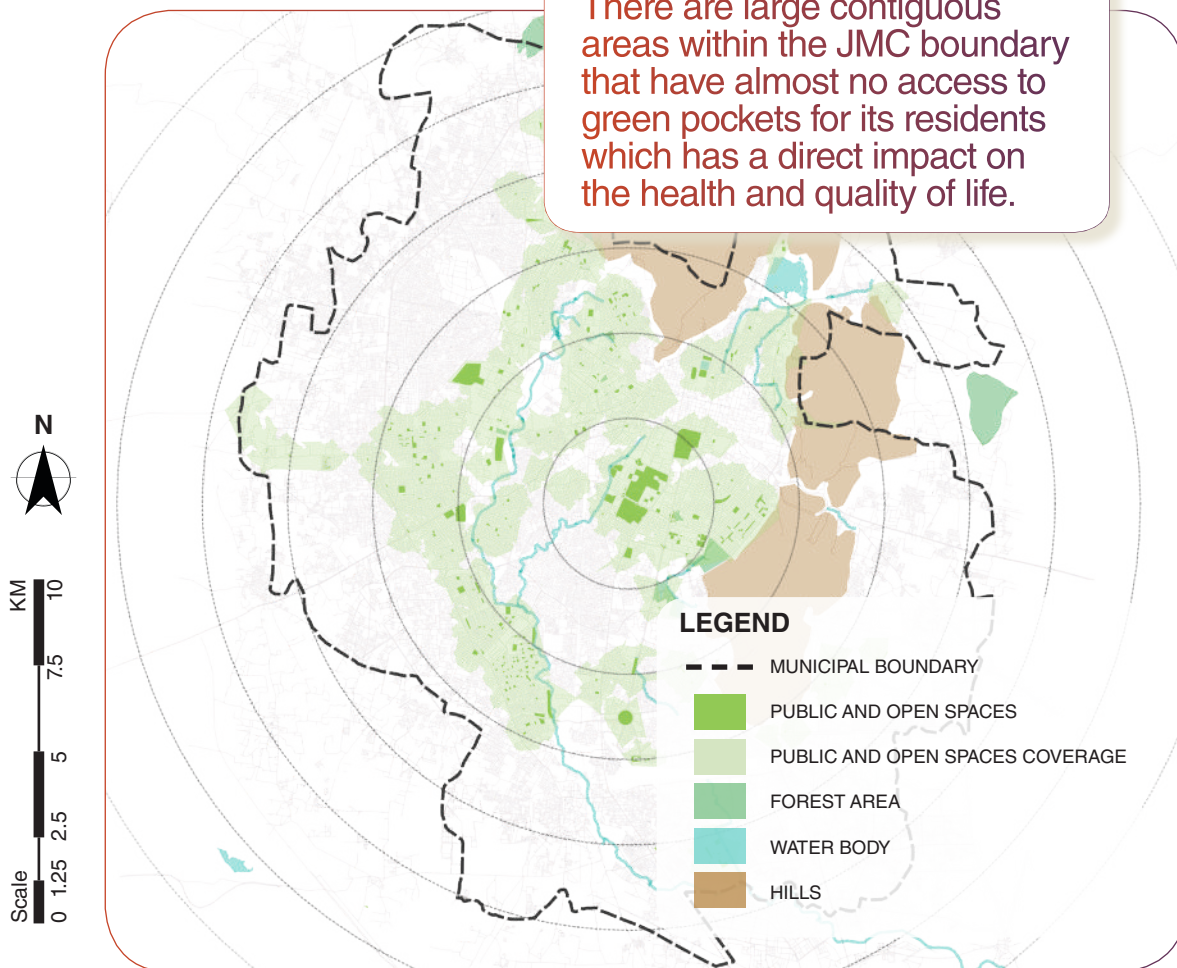 There are large contiguous
areas within the JMC boundary
that have almost no access to
green pockets for its residents
which has a direct impact on
the health and quality of life.
N
KM
10
7.5
5
2.5
1.25
0
Scale
LEGEND
MUNICIPAL BOUNDARY
PUBLIC AND OPEN SPACES
PUBLIC AND OPEN SPACES COVERAGE
FOREST AREA
WATER BODY
HILLS